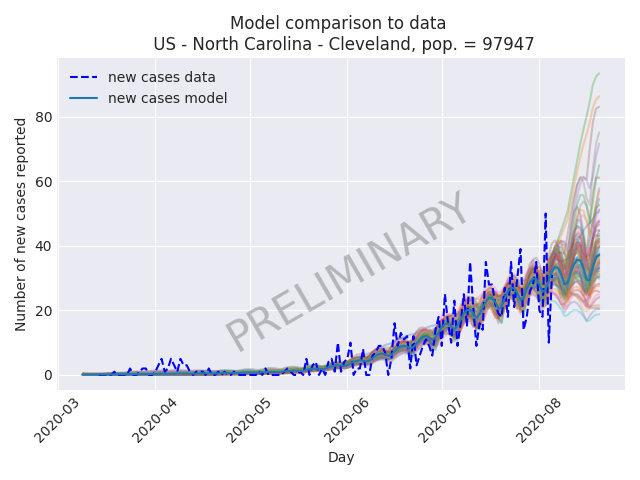 Model comparison to data
US - North Carolina - Cleveland, pop. = 97947
new cases data
new cases model
Number of new cases reported
80
60
40
20
0
PRELIMINARY
2020-03
2020-04
2020-05
2020-06
2020-07
2020-08
Day